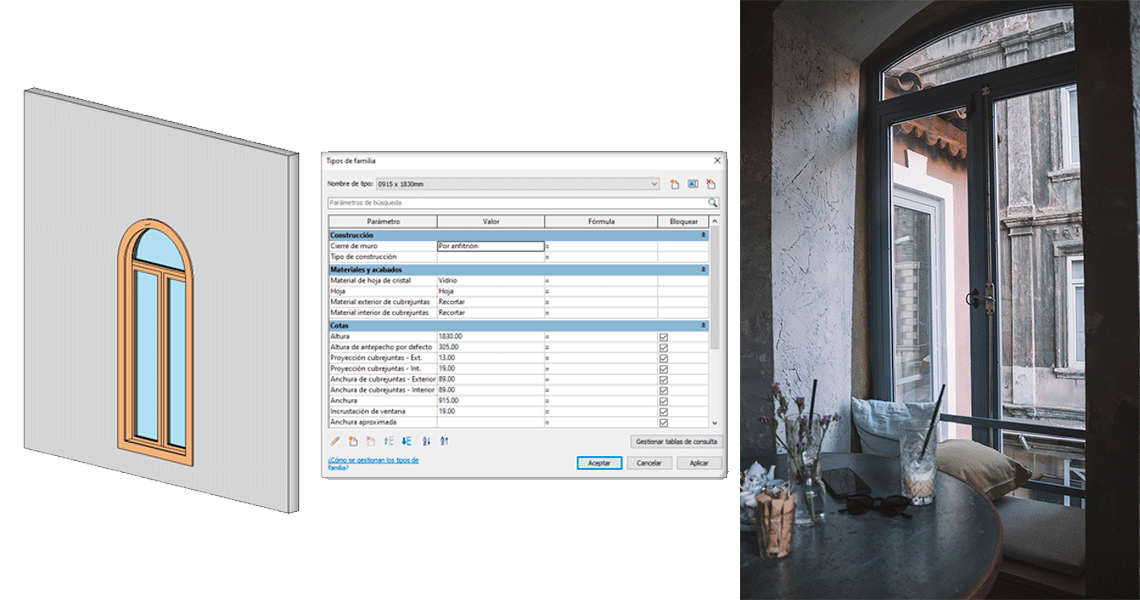 Tipos de familia
Nombre de tipo: 0915 x 1830mm
Parámetros de búsqueda
Parámetro Valor Fórmula Bloquear
Construcción
Cierre de muro Por anfitrión =
Tipo de construcción =
Materiales y acabados
Material de hoja de cristal Vidrio =
Hoja Hoja =
Material exterior de cubrejuntas Recortar =
Material interior de cubrejuntas Recortar =
Cotas
Altura 1830.00 =
Altura de antepecho por defecto 305.00 =
Proyección cubrejuntas - Ext. 13.00 =
Proyección cubrejuntas - Int. 19.00 =
Anchura de cubrejuntas - Exterior 89.00 =
Anchura de cubrejuntas - Interior 89.00 =
Anchura 915.00 =
Incrustación de ventana 19.00 =
Anchura aproximada =
Gestionar tablas de consulta
¿Cómo se gestionan los tipos de
familia?
Aceptar Cancelar Aplicar